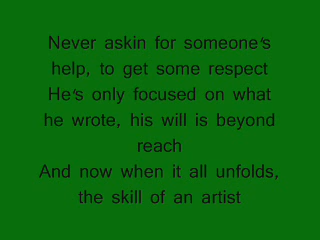 Never askin for someone's
help, to get some respect
He's only focused on what
he wrote, his will is beyond
reach
And now when it all unfolds,
the skill of an artist